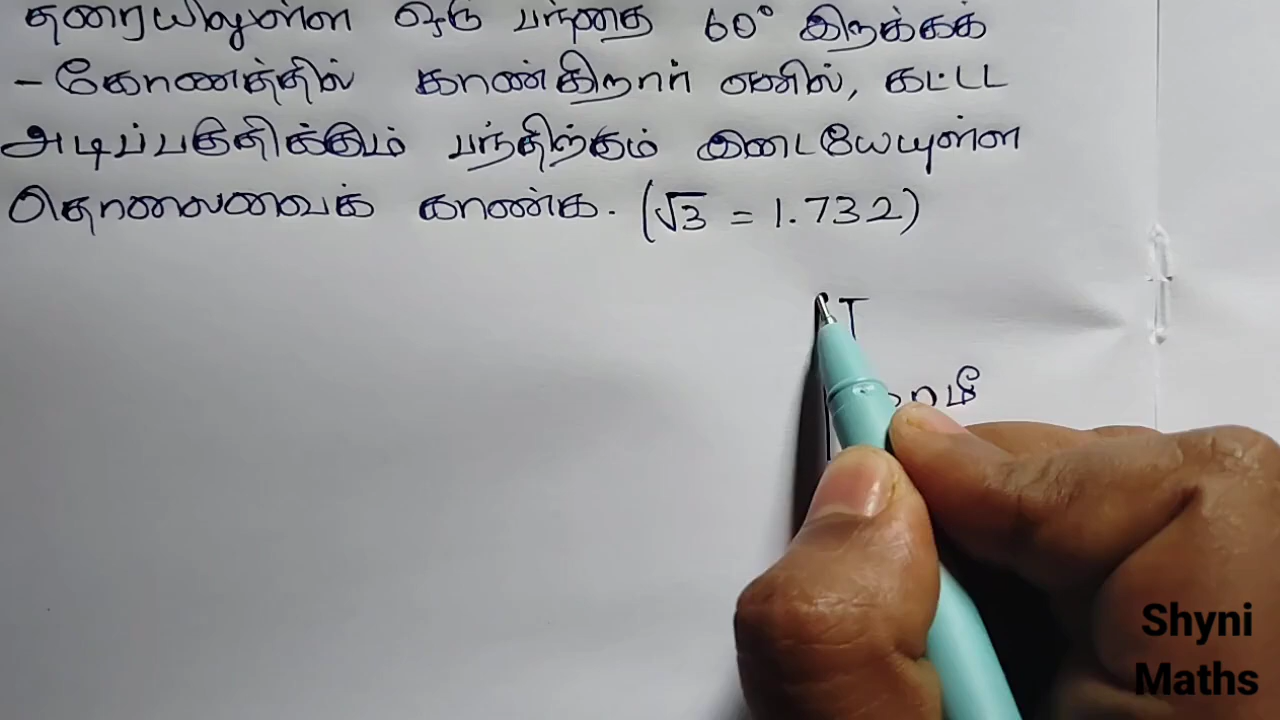 தரையிலுள்ள ஒரு பந்தை 60° இறக்கக்
- கோணத்தில் காண்கிறார் எனில், கட்டட
அடிப்பகுதிக்கும் பந்திற்கும் இடையேயுள்ள
தொலைவைக் காண்க. (√3 = 1.732)
T
மீ
Shyni
Maths